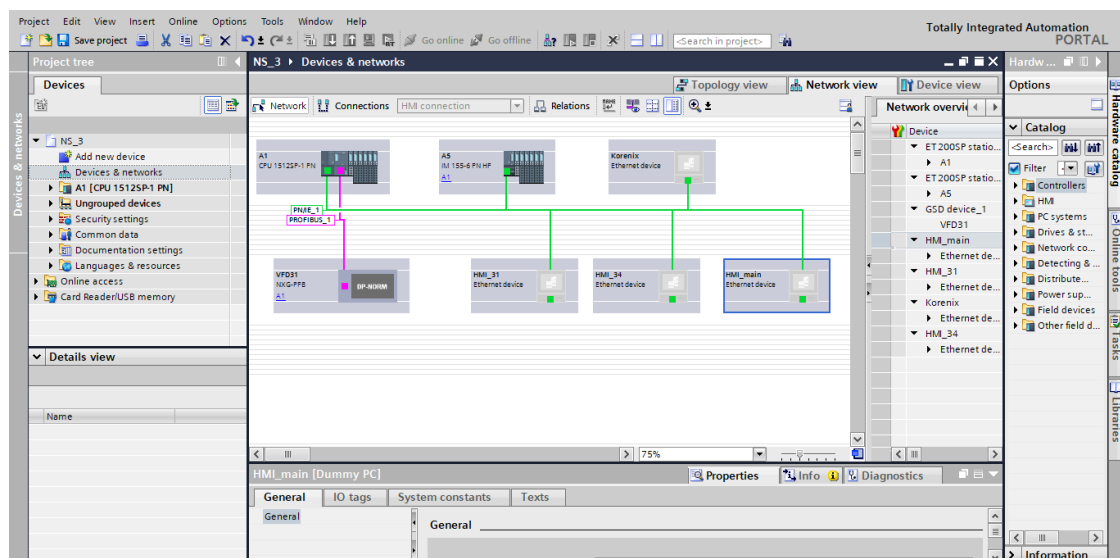 Project Edit View Insert Online Options Tools Window Help
Totally Integrated Automation
PORTAL
Save project Go online Go offline <Search in project>
Project tree
NS_3 Devices & networks
Hardw ...
Devices
Topology view Network view Device view
Options
Network Connections HMI connection Relations
Network overvie
Catalog
<Search>
Filter
Device
NS_3
Add new device
Devices & networks
A1 [CPU 1512SP-1 PN]
Ungrouped devices
Security settings
Common data
Documentation settings
Languages & resources
Online access
Card Reader/USB memory
A1
CPU 1512SP-1 PN
A5
IM 155-6 PN HF
A1
Korenix
Ethernet device
PN/IE_1
PROFIBUS_1
VFD31
NXG-PFB
A1
DP-NORM
HMI_31
Ethernet device
HMI_34
Ethernet device
HMI_main
Ethernet device
ET 200SP statio...
A1
ET 200SP statio...
A5
GSD device_1
VFD31
HMI_main
Ethernet de...
HMI_31
Ethernet de...
Korenix
Ethernet de...
HMI_34
Ethernet de...
Controllers
HMI
PC systems
Drives & st...
Network co...
Detecting & ...
Distribute...
Power sup...
Field devices
Other field d...
Devices & networks
Hardware catalog
Online tools
Tasks
Libraries
Details view
Name
75%
HMI_main [Dummy PC]
Properties Info Diagnostics
General IO tags System constants Texts
General
General
Information